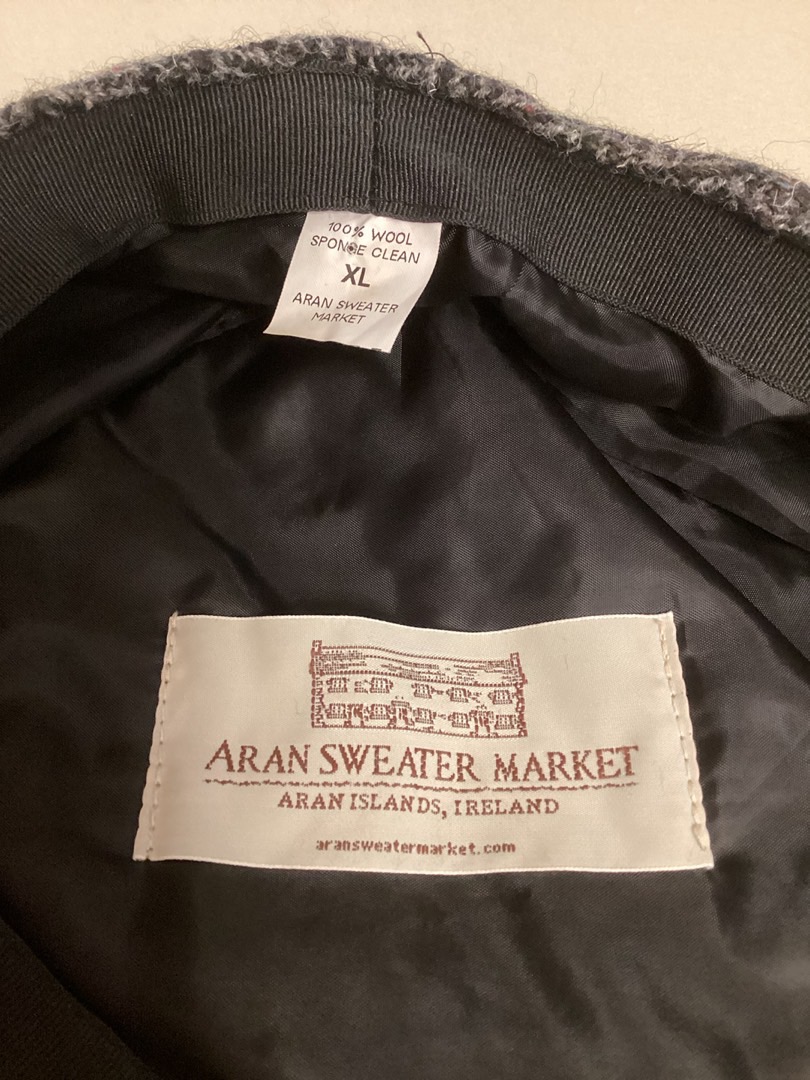 100% WOOL
SPONGE CLEAN
XL
ARAN SWEATER
MARKET
ARAN SWEATER MARKET
ARAN ISLANDS, IRELAND
aransweatermarket.com